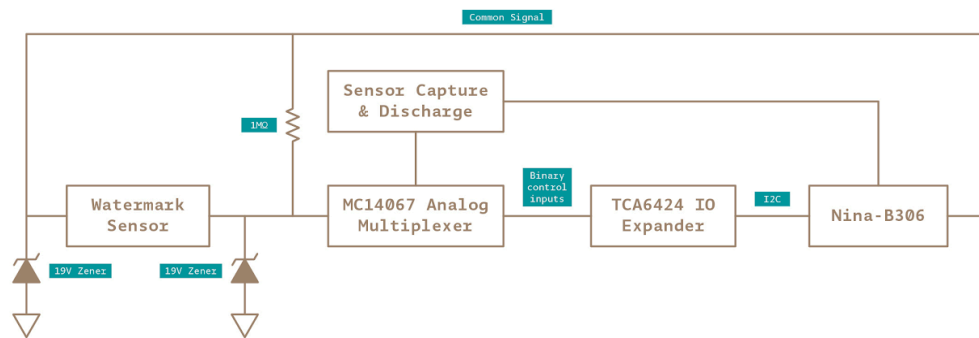 Common Signal
Sensor Capture
& Discharge
1MΩ
Watermark
Sensor
MC14067 Analog
Multiplexer
Binary
control
inputs
TCA6424 IO
Expander
I2C
Nina-B306
19V Zener
19V Zener